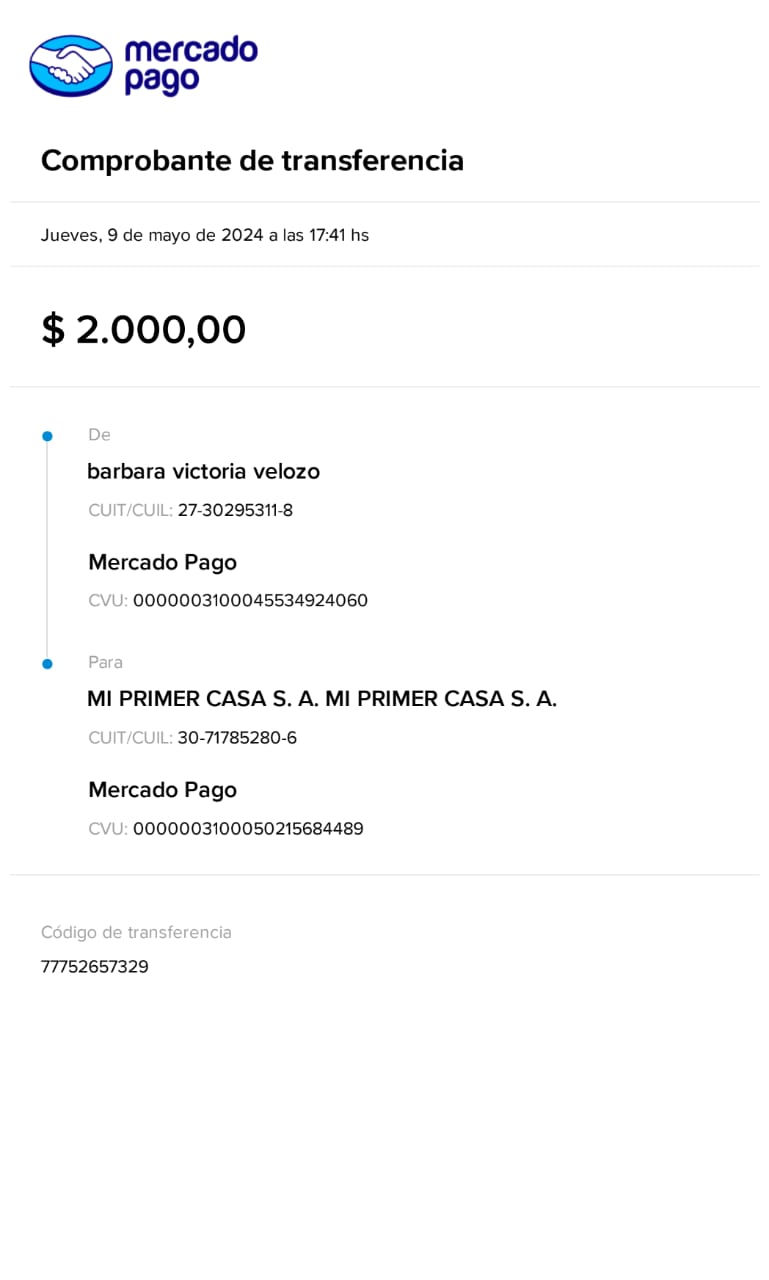 mercado
pago
Comprobante de transferencia
Jueves, 9 de mayo de 2024 a las 17:41 hs
$ 2.000,00
De
barbara victoria velozo
CUIT/CUIL: 27-30295311-8
Mercado Pago
CVU: 0000003100045534924060
Para
MI PRIMER CASA S. A. MI PRIMER CASA S. A.
CUIT/CUIL: 30-71785280-6
Mercado Pago
CVU: 0000003100050215684489
Código de transferencia
77752657329